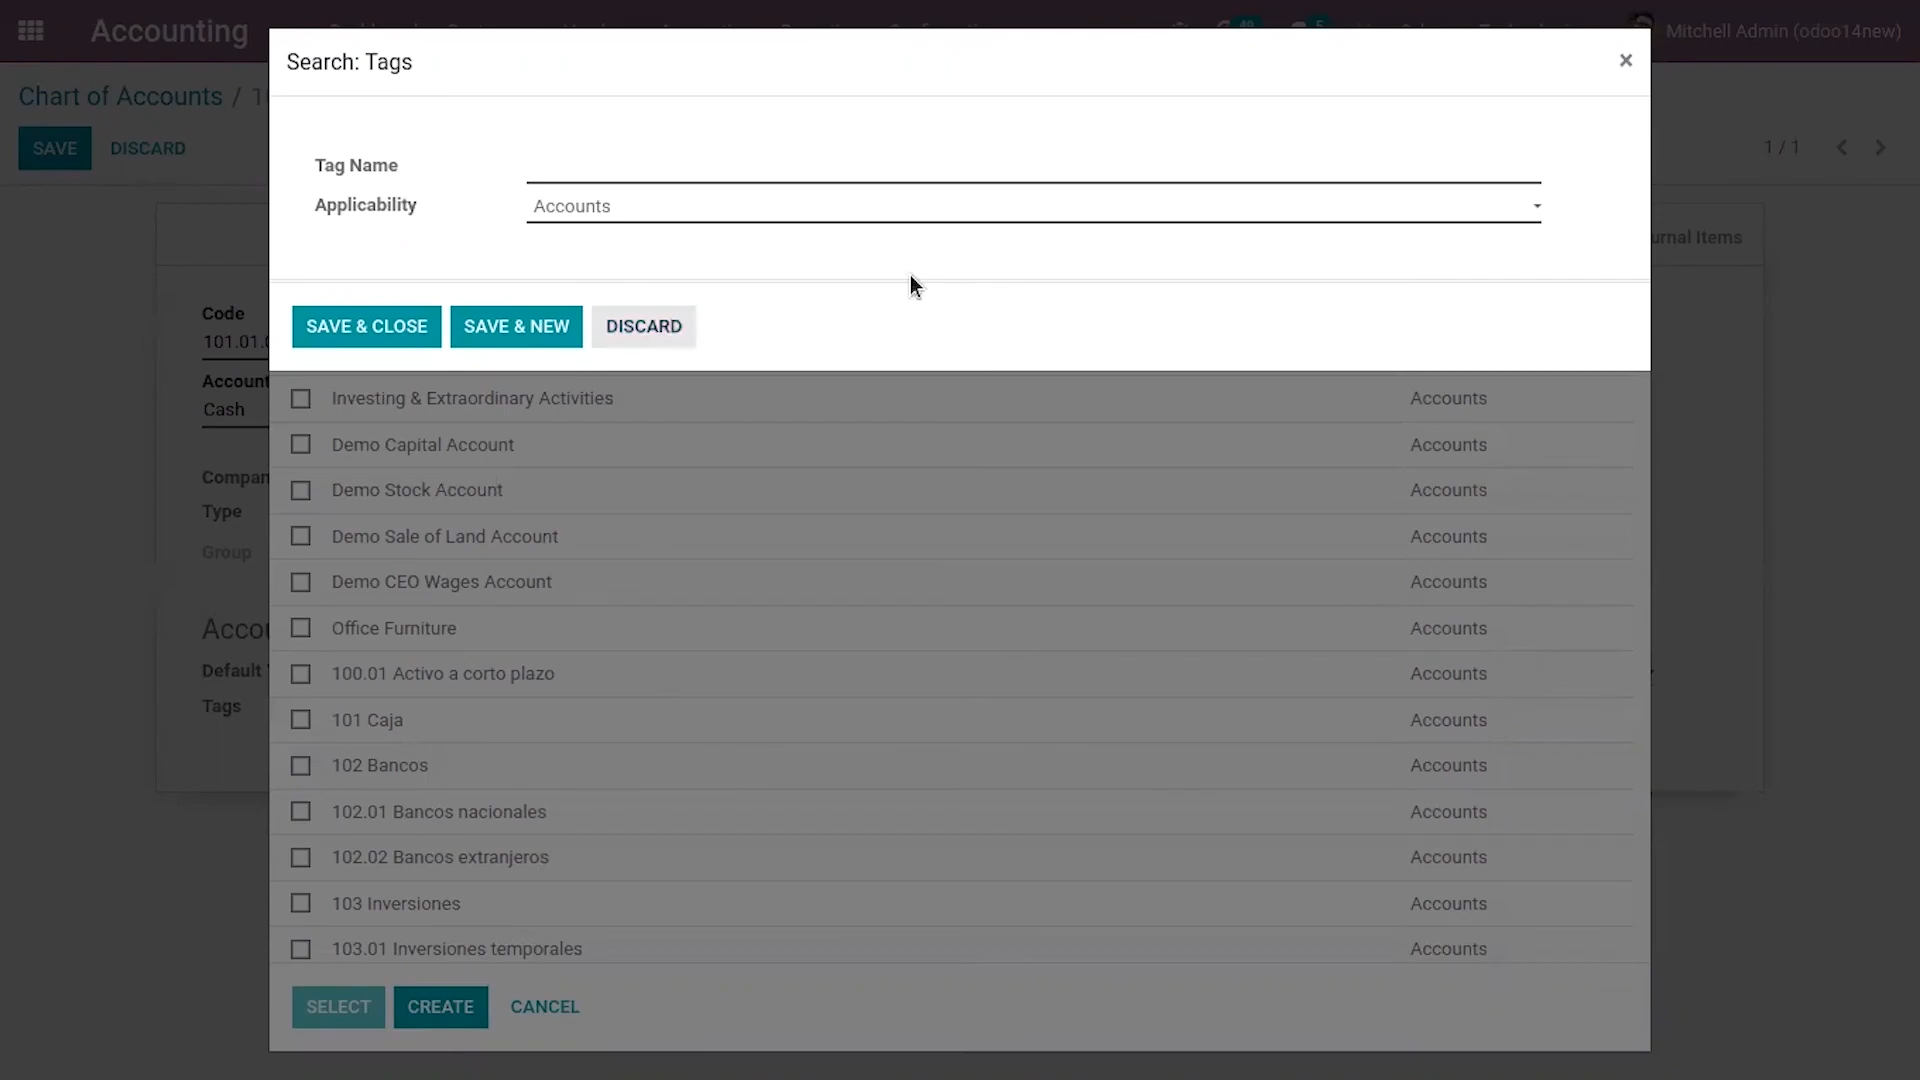 Accounting
49
5
Mitchell Admin (odoo14new)
Search: Tags
×
Chart of Accounts /
SAVE
DISCARD
1 / 1
Tag Name
Applicability
Accounts
Journal Items
SAVE & CLOSE
SAVE & NEW
DISCARD
Code
101.01.0
Account
Cash
Company
Type
Group
Default
Tags
Investing & Extraordinary Activities Accounts
Demo Capital Account Accounts
Demo Stock Account Accounts
Demo Sale of Land Account Accounts
Demo CEO Wages Account Accounts
Office Furniture Accounts
100.01 Activo a corto plazo Accounts
101 Caja Accounts
102 Bancos Accounts
102.01 Bancos nacionales Accounts
102.02 Bancos extranjeros Accounts
103 Inversiones Accounts
103.01 Inversiones temporales Accounts
SELECT
CREATE
CANCEL